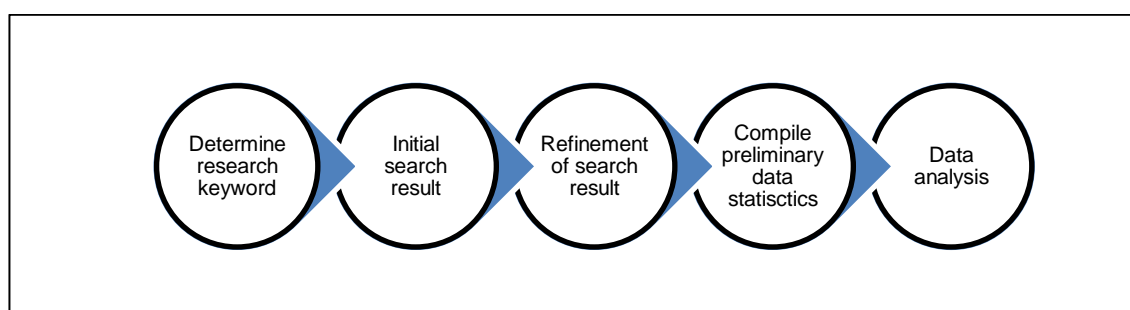 Determine
research
keyword
Initial
search
result
Refinement
of search
result
Compile
preliminary
data
statisctics
Data
analysis